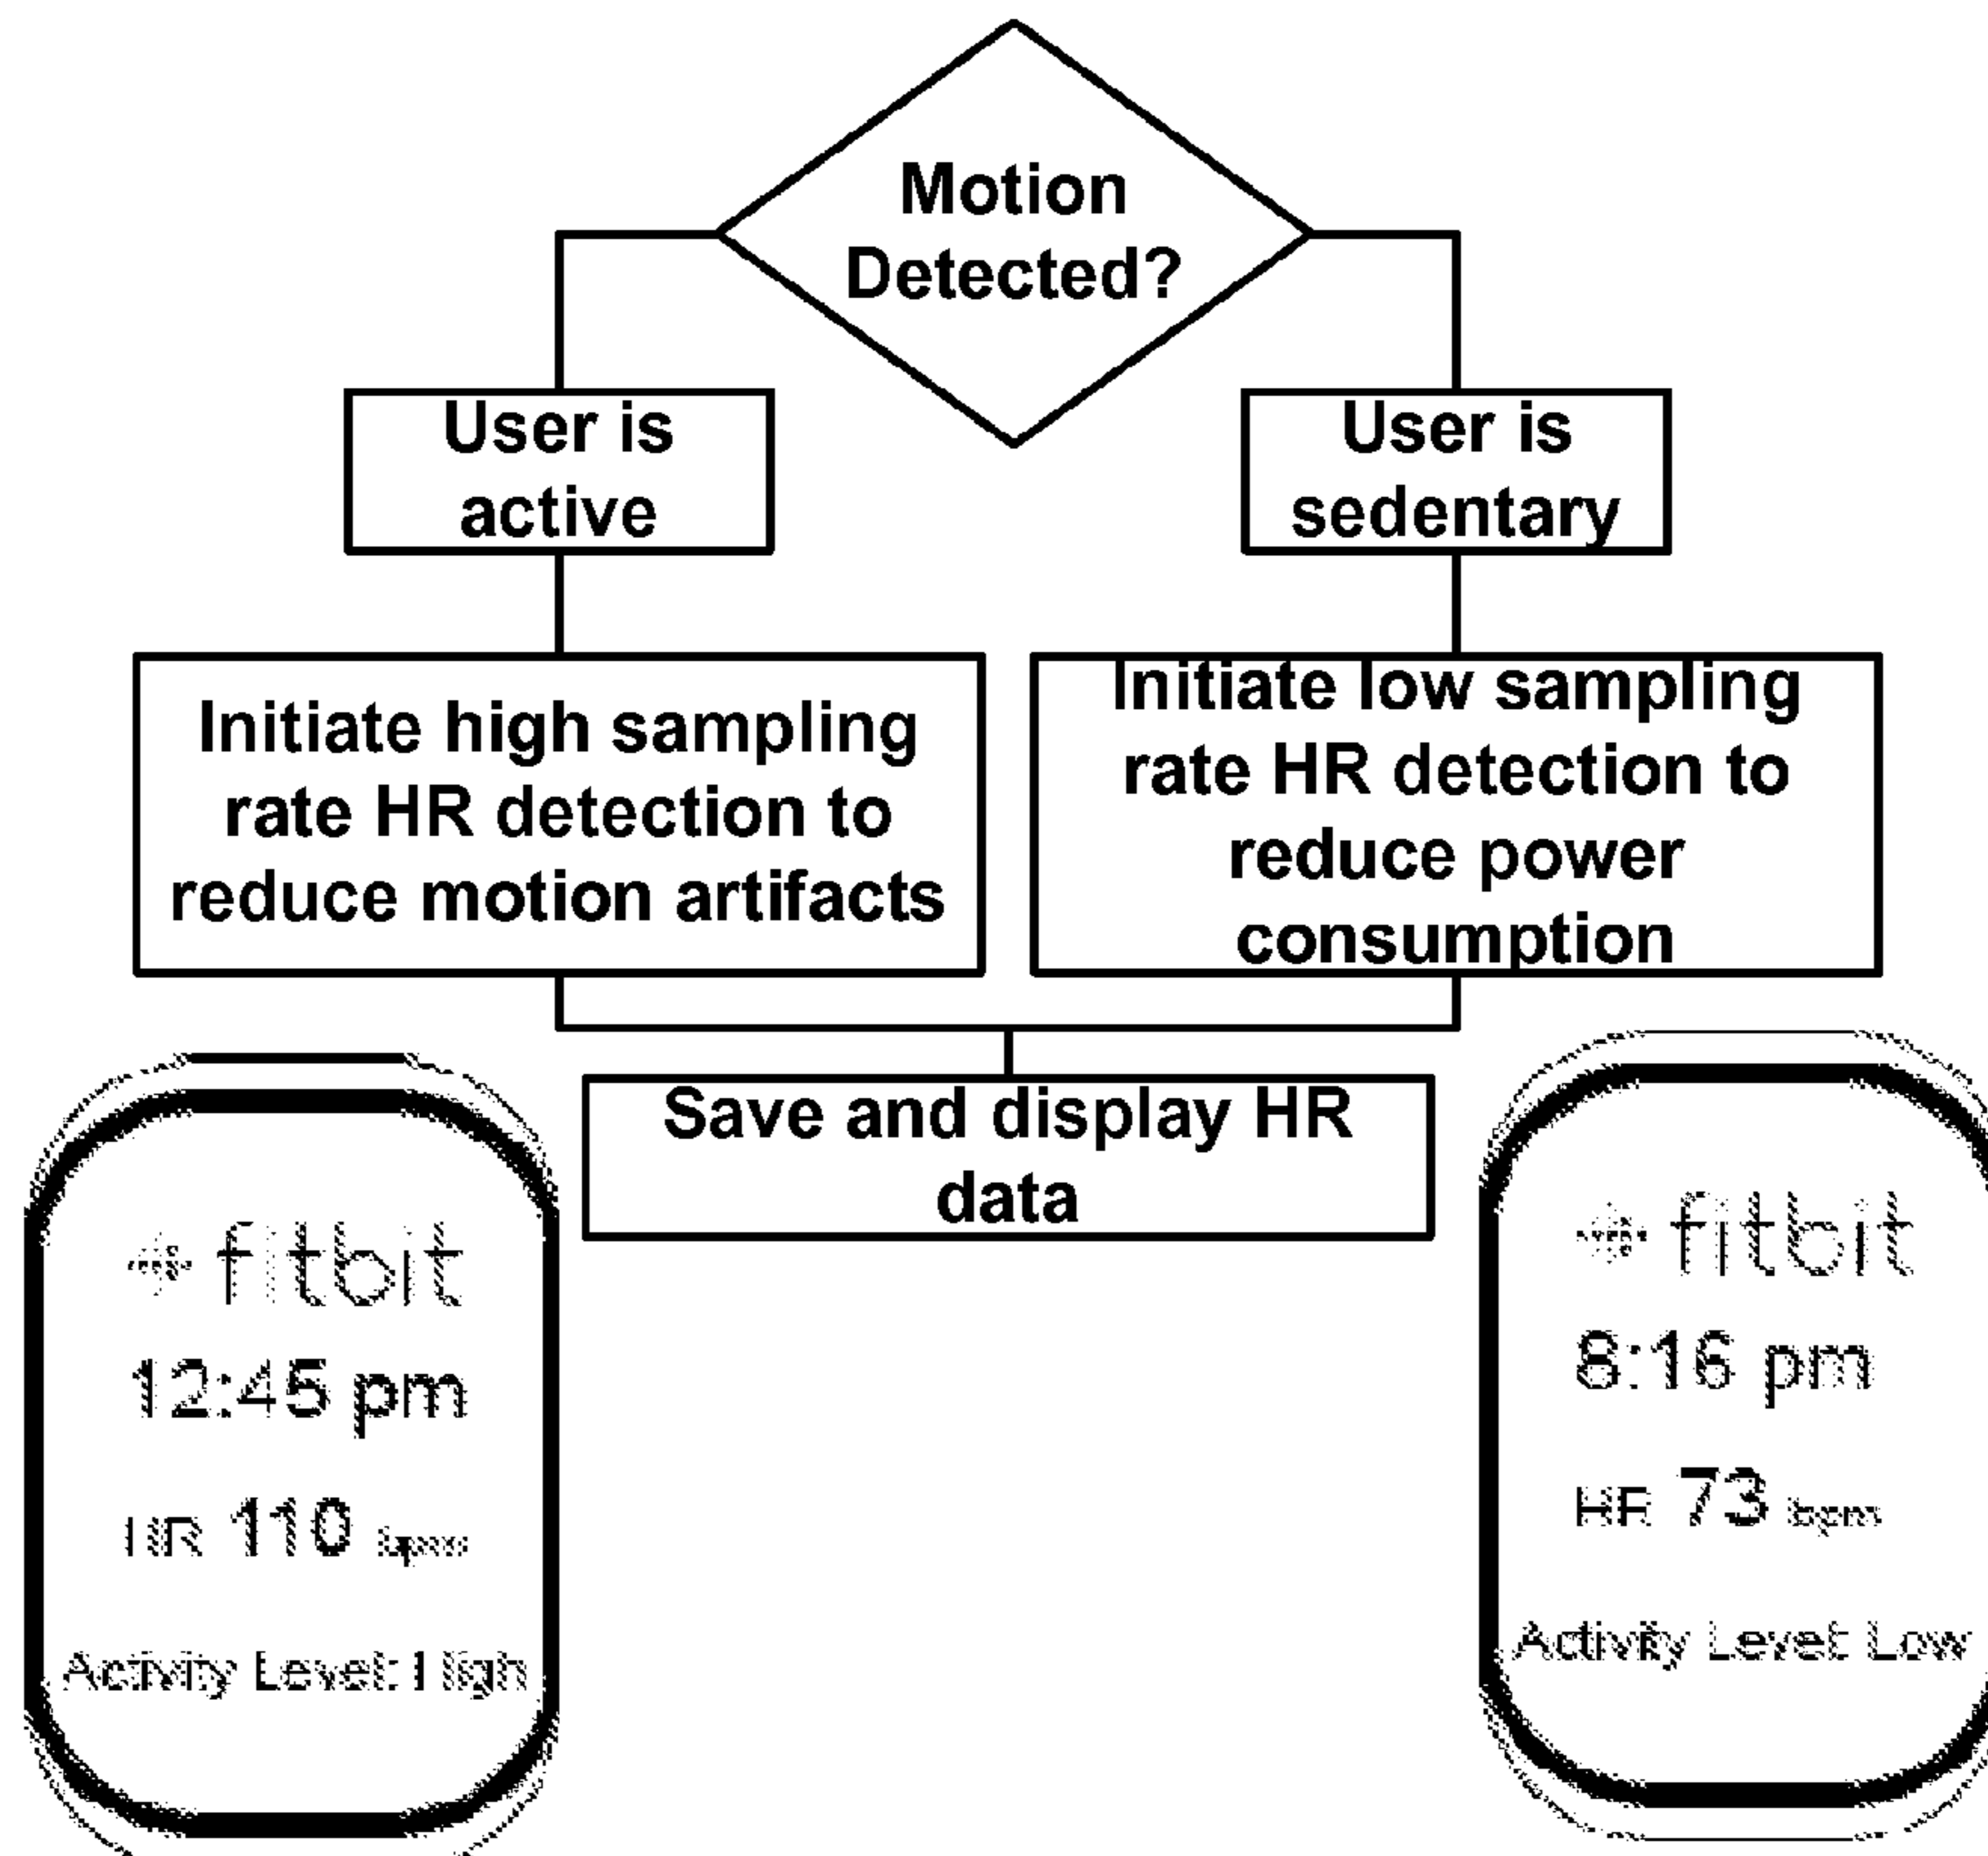 Motion
Detected?
User is
active
User is
sedentary
Initiate high sampling
rate HR detection to
reduce motion artifacts
Initiate low sampling
rate HR detection to
reduce power
consumption
Save and display HR
data
fitbit
12:45 pm
HR 110 bpm
Activity Level: High
fitbit
8:16 pm
HR 73 bpm
Activity Level: Low